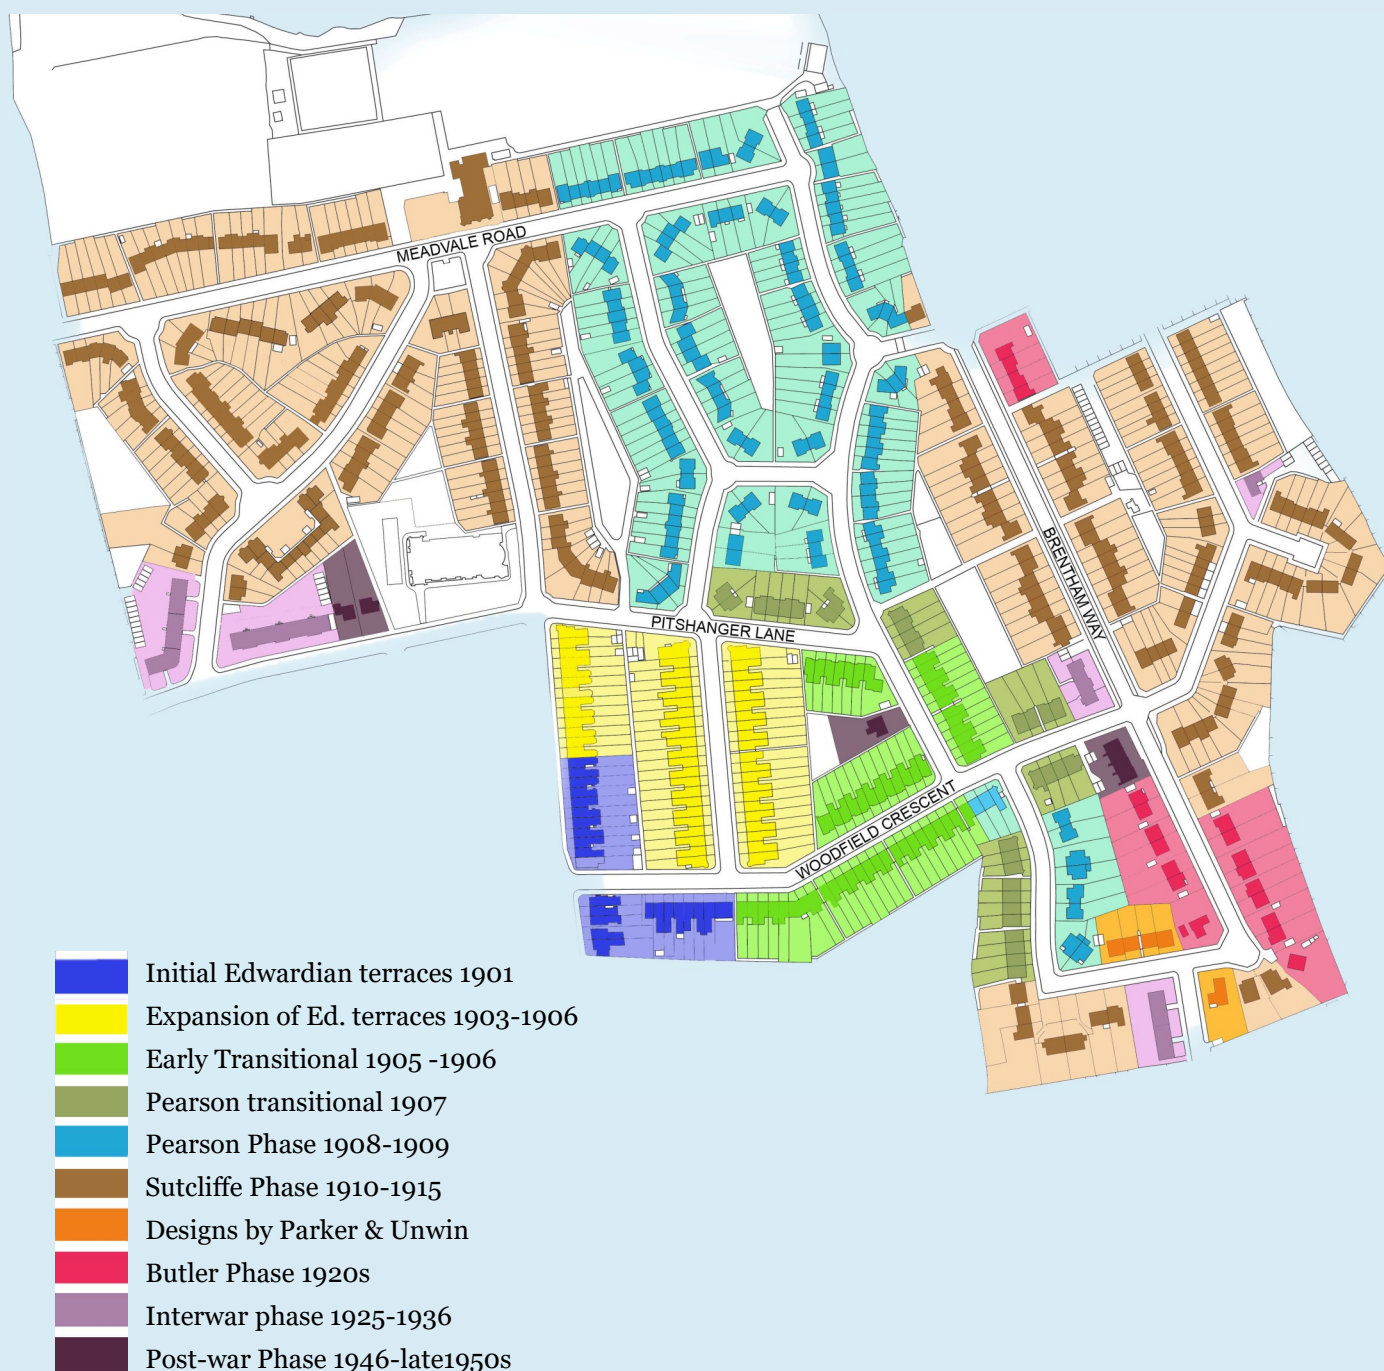 MEADVALE ROAD
BRENTHAM WAY
PITSHANGER LANE
WOODFIELD CRESCENT
Initial Edwardian terraces 1901
Expansion of Ed. terraces 1903-1906
Early Transitional 1905 -1906
Pearson transitional 1907
Pearson Phase 1908-1909
Sutcliffe Phase 1910-1915
Designs by Parker & Unwin
Butler Phase 1920s
Interwar phase 1925-1936
Post-war Phase 1946-late1950s